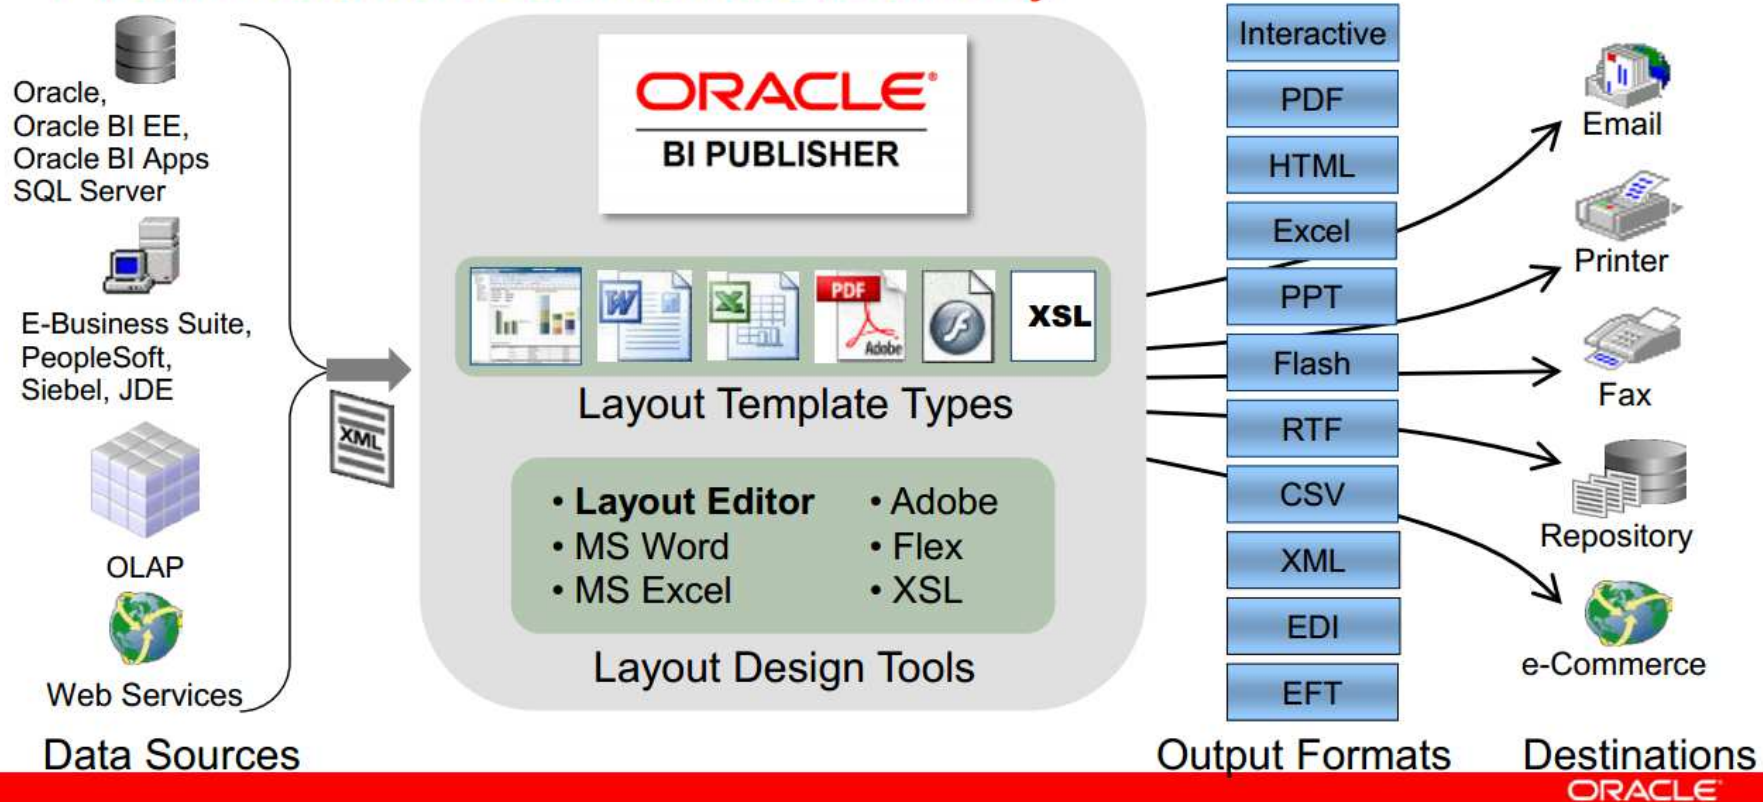 Oracle,
Oracle BI EE,
Oracle BI Apps
SQL Server
E-Business Suite,
PeopleSoft,
Siebel, JDE
OLAP
Web Services
Data Sources
XML
ORACLE®
BI PUBLISHER
PDF
Adobe
XSL
Layout Template Types
• Layout Editor
• MS Word
• MS Excel
• Adobe
• Flex
• XSL
Layout Design Tools
Interactive
PDF
HTML
Excel
PPT
Flash
RTF
CSV
XML
EDI
EFT
Output Formats
Email
Printer
Fax
Repository
e-Commerce
Destinations
ORACLE